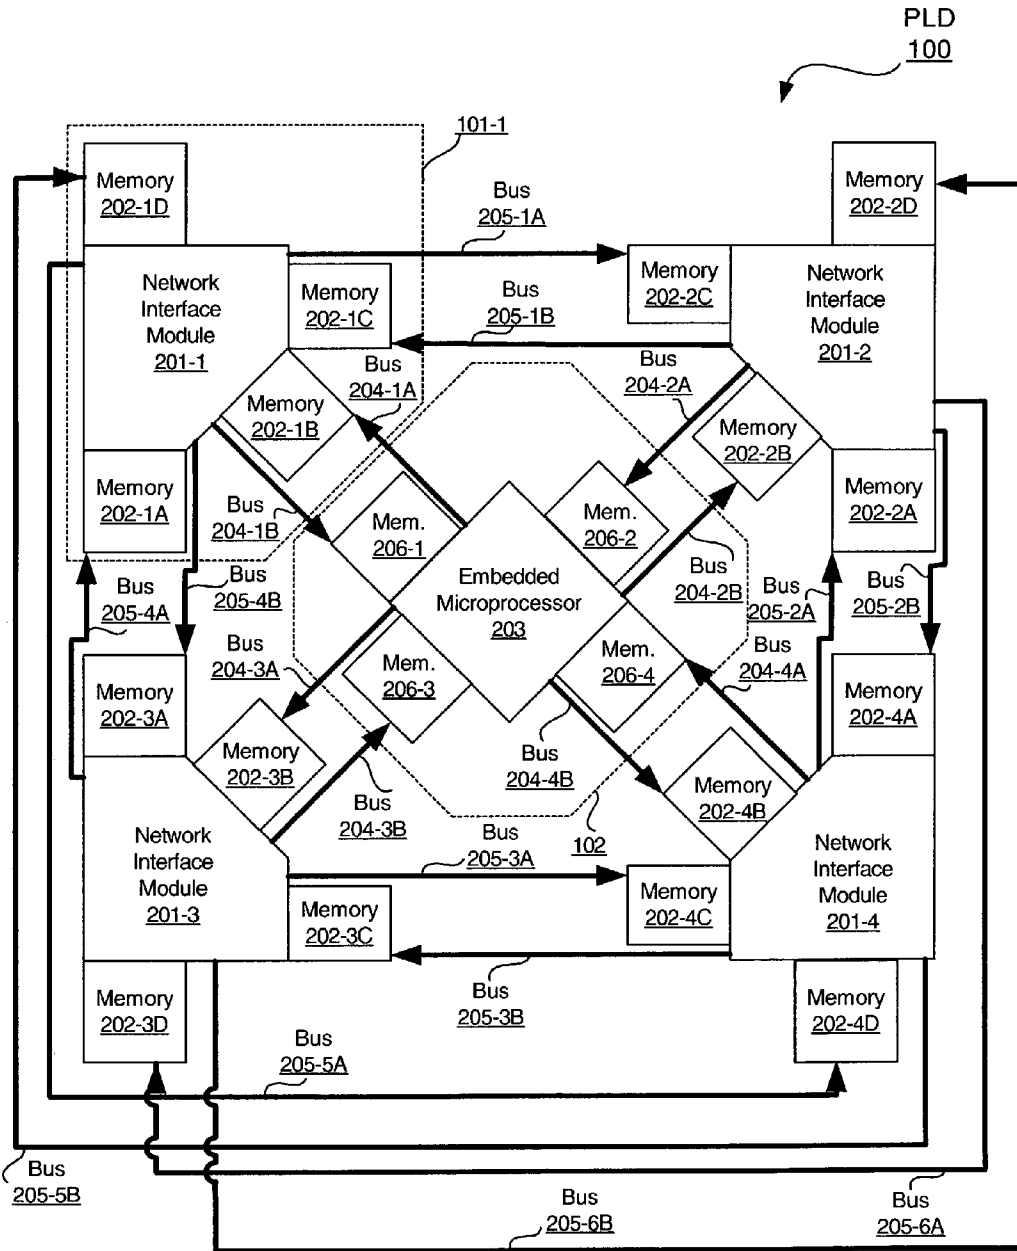 PLD
100
101-1
Memory
202-1D
Bus
205-1A
Memory
202-2D
Network
Interface
Module
201-1
Memory
202-1C
Bus
205-1B
Memory
202-2C
Network
Interface
Module
201-2
Bus
204-1A
Bus
204-2A
Memory
202-1B
Memory
202-2B
Memory
202-1A
Bus
204-1B
Mem.
206-1
Mem.
206-2
Memory
202-2A
Bus
204-2B
Bus
205-4A
Bus
205-4B
Embedded
Microprocessor
203
Bus
205-2A
Bus
205-2B
Bus
204-3A
Mem.
206-3
Mem.
206-4
Bus
204-4A
Memory
202-3A
Memory
202-4A
Memory
202-3B
Bus
204-4B
Memory
202-4B
Bus
204-3B
102
Network
Interface
Module
201-3
Bus
205-3A
Network
Interface
Module
201-4
Memory
202-3C
Memory
202-4C
Memory
202-3D
Bus
205-3B
Memory
202-4D
Bus
205-5A
Bus
205-5B
Bus
205-6B
Bus
205-6A